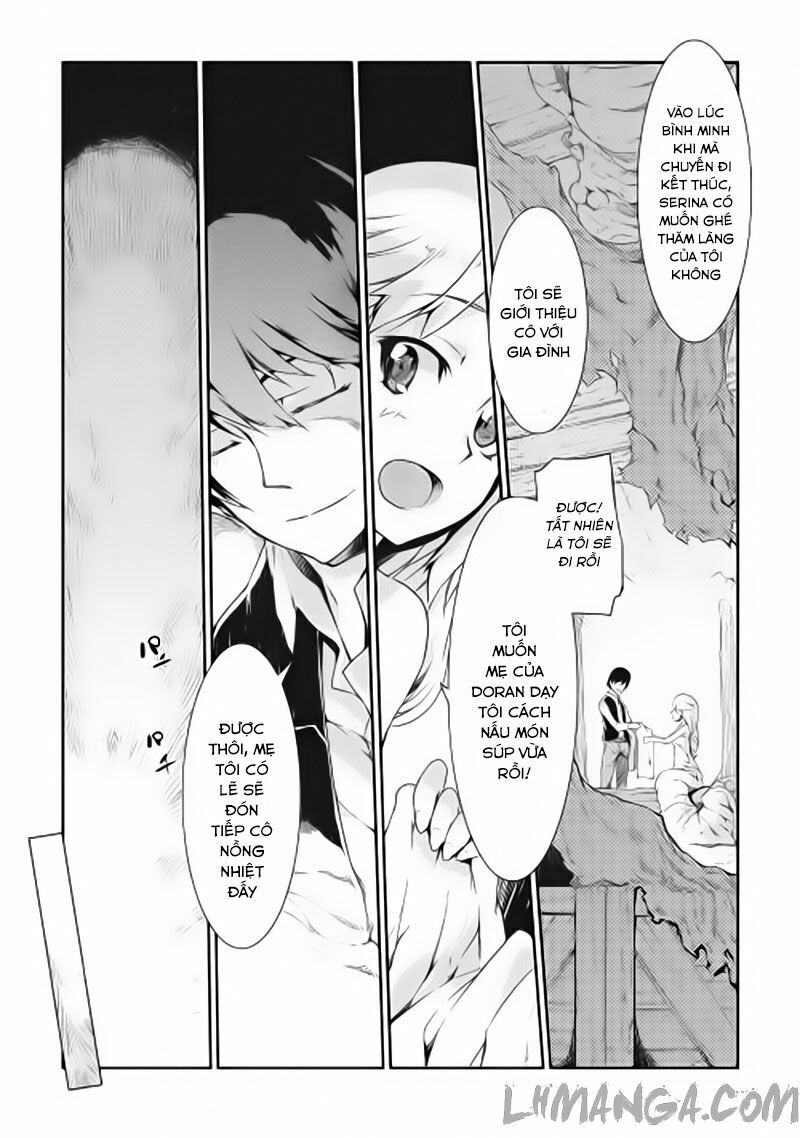 VÀO LÚC
BÌNH MINH
KHI MÀ
CHUYẾN ĐI
KẾT THÚC,
SERINA CÓ
MUỐN GHÉ
THĂM LÀNG
CỦA TÔI
KHÔNG
TÔI SẼ
GIỚI THIỆU
CÔ VỚI
GIA ĐÌNH
ĐƯỢC!
TẤT NHIÊN
LÀ TÔI SẼ
ĐI RỒI
TÔI
MUỐN
MẸ CỦA
DORAN DẠY
TÔI CÁCH
NẤU MÓN
SÚP VỪA
RỒI!
ĐƯỢC
THÔI, MẸ
TÔI CÓ
LẼ SẼ
ĐÓN
TIẾP CÔ
NỒNG
NHIỆT
ĐẤY
LHMANGA.COM